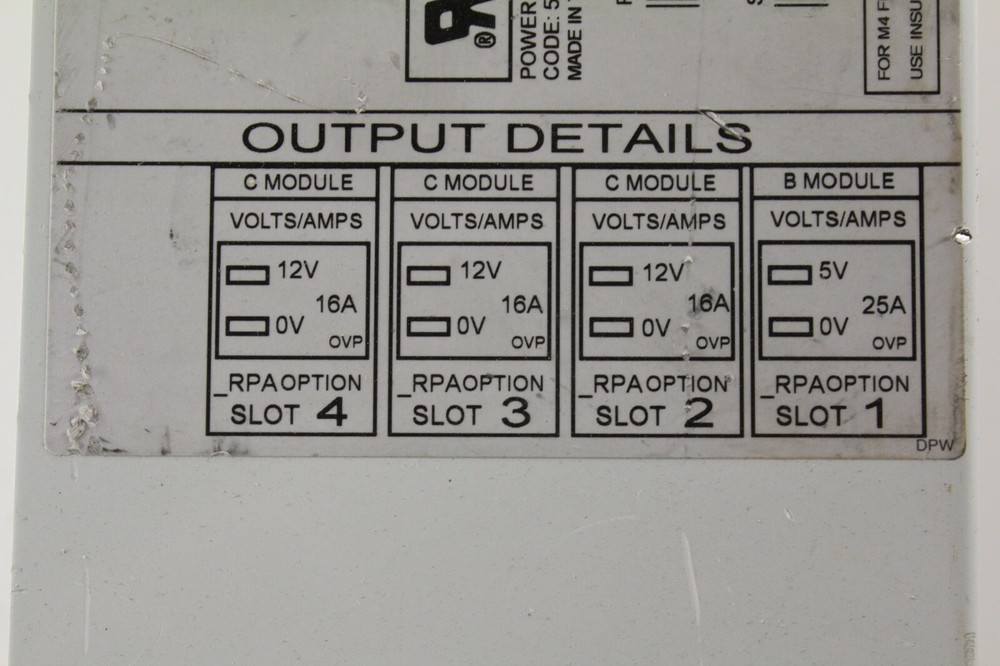 ®
POWER
CODE: 5
MADE IN
FOR M4 F
USE INSU
OUTPUT DETAILS
C MODULE
VOLTS/AMPS
12V
16A
0V
OVP
_RPAOPTION
SLOT 4
C MODULE
VOLTS/AMPS
12V
16A
0V
OVP
_RPAOPTION
SLOT 3
C MODULE
VOLTS/AMPS
12V
16A
0V
OVP
_RPAOPTION
SLOT 2
B MODULE
VOLTS/AMPS
5V
25A
0V
OVP
_RPAOPTION
SLOT 1
DPW